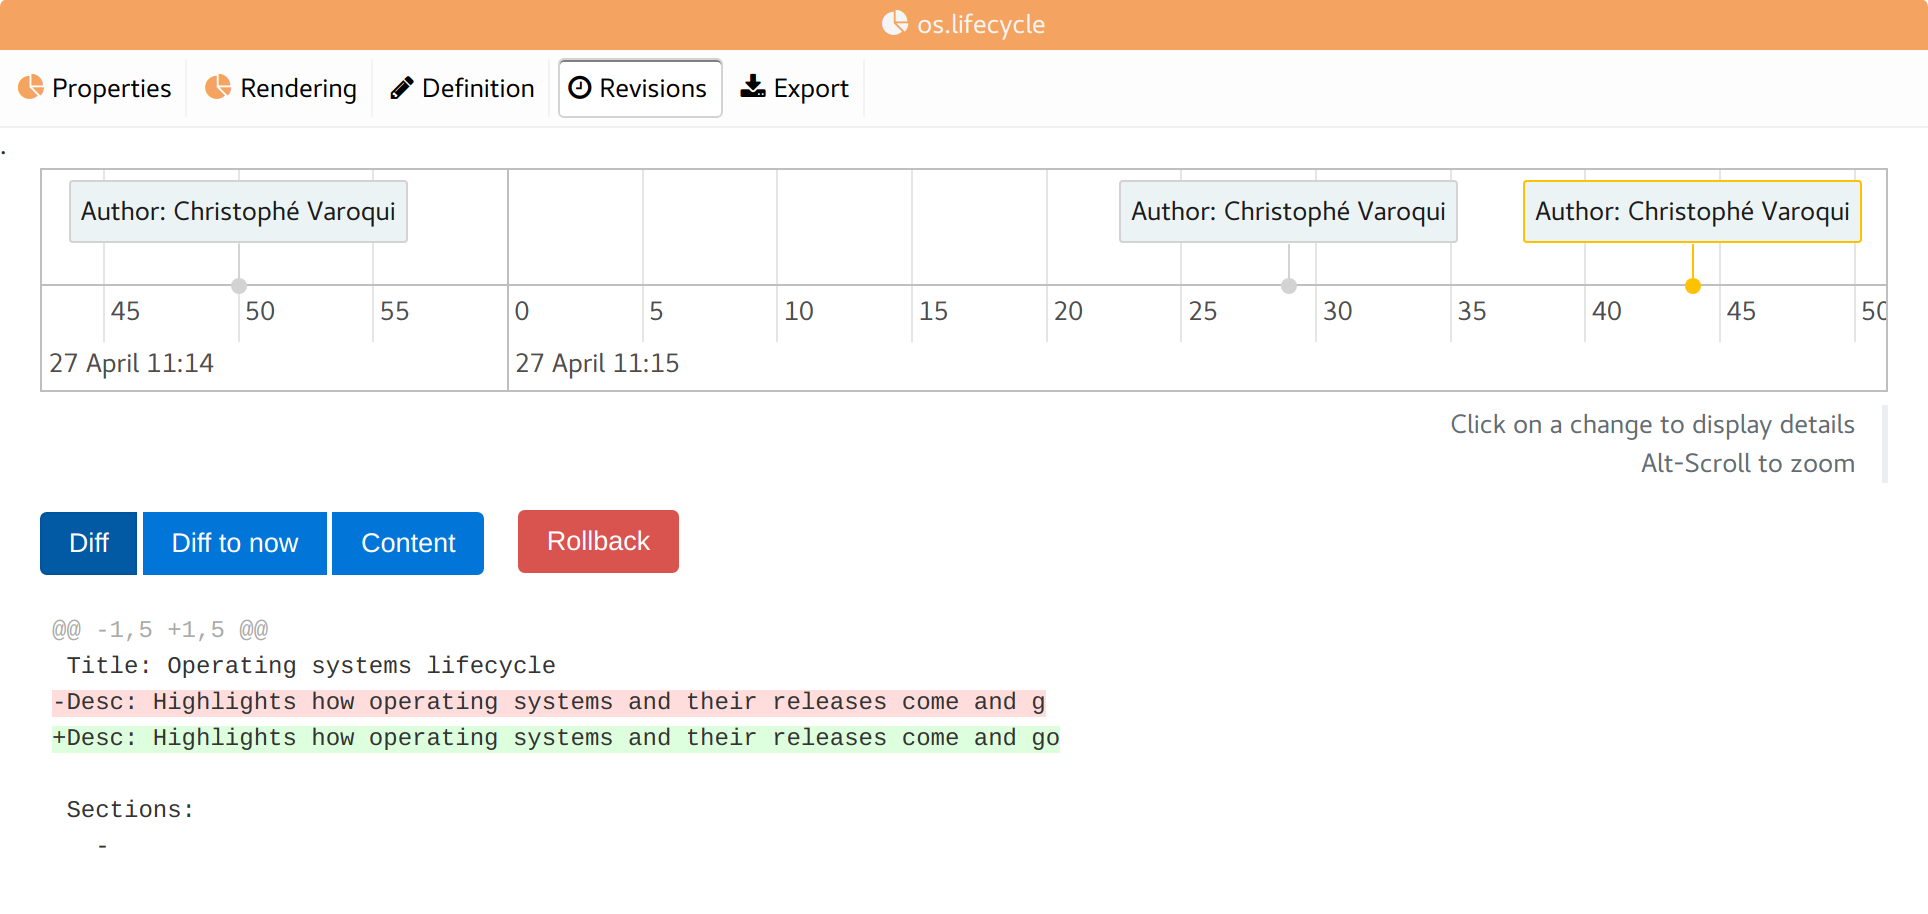 os.lifecycle
Properties Rendering Definition Revisions Export
.
Author: Christophé Varoqui Author: Christophé Varoqui Author: Christophé Varoqui
45 50 55 0 5 10 15 20 25 30 35 40 45 50
27 April 11:14 27 April 11:15
Click on a change to display details
Alt-Scroll to zoom
Diff Diff to now Content Rollback
@@ -1,5 +1,5 @@
Title: Operating systems lifecycle
-Desc: Highlights how operating systems and their releases come and g
+Desc: Highlights how operating systems and their releases come and go
Sections:
-